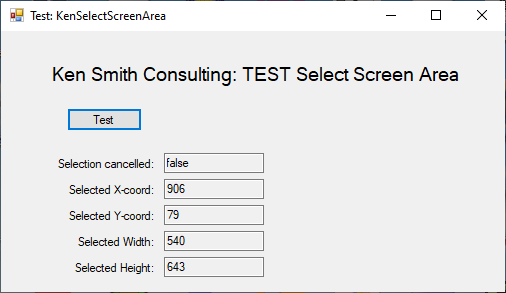 Test: KenSelectScreenArea
Ken Smith Consulting: TEST Select Screen Area
Test
Selection cancelled: false
Selected X-coord: 906
Selected Y-coord: 79
Selected Width: 540
Selected Height: 643